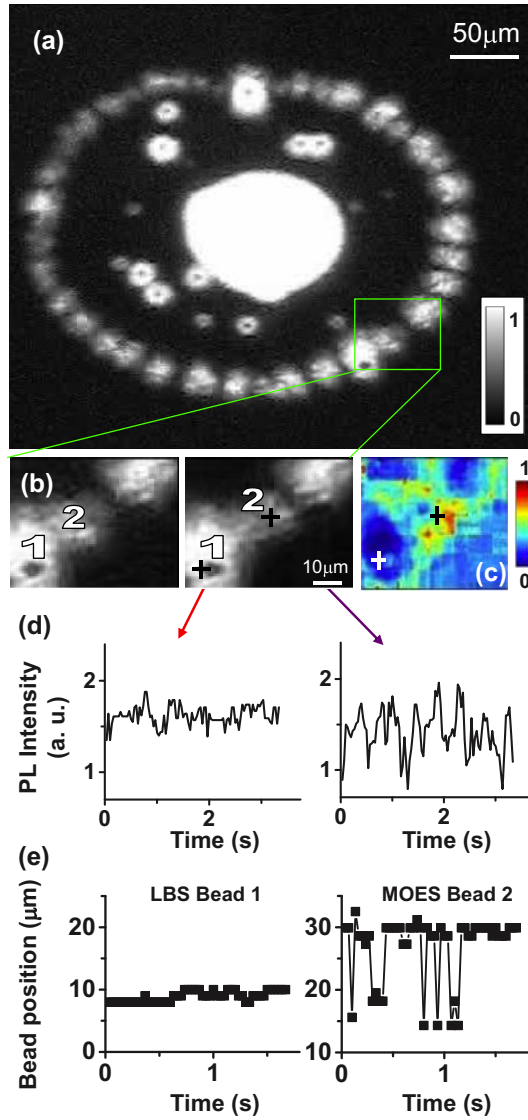 (a)
50μm
1
0
(b)
1
2
1
2
10μm
(c)
1
0
(d)
PL Intensity
(a. u.)
2
1
0
2
Time (s)
2
1
0
2
Time (s)
(e)
Bead position (μm)
LBS Bead 1
20
10
0
0
1
Time (s)
MOES Bead 2
30
20
10
0
1
Time (s)